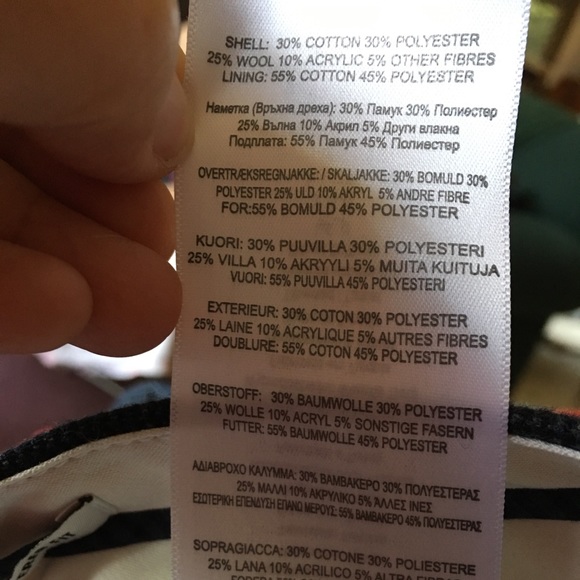 SHELL: 30% COTTON 30% POLYESTER
25% WOOL 10% ACRYLIC 5% OTHER FIBRES
LINING: 55% COTTON 45% POLYESTER
Наметка (Връхна дреха): 30% Памук 30% Полиестер
25% Вълна 10% Акрил 5% Други влакна
Подплата: 55% Памук 45% Полиестер
OVERTRÆKSREGNJAKKE: / SKALJAKKE: 30% BOMULD 30%
POLYESTER 25% ULD 10% AKRYL 5% ANDRE FIBRE
FOR:55% BOMULD 45% POLYESTER
KUORI: 30% PUUVILLA 30% POLYESTERI
25% VILLA 10% AKRYYLI 5% MUITA KUITUJA
VUORI: 55% PUUVILLA 45% POLYESTERI
EXTERIEUR: 30% COTON 30% POLYESTER
25% LAINE 10% ACRYLIQUE 5% AUTRES FIBRES
DOUBLURE: 55% COTON 45% POLYESTER
OBERSTOFF: 30% BAUMWOLLE 30% POLYESTER
25% WOLLE 10% ACRYL 5% SONSTIGE FASERN
FUTTER: 55% BAUMWOLLE 45% POLYESTER
ΑΔΙΑΒΡΟΧΟ ΚΑΛΥΜΜΑ: 30% ΒΑΜΒΑΚΕΡΟ 30% ΠΟΛΥΕΣΤΕΡΑΣ
25% ΜΑΛΛΙ 10% ΑΚΡΥΛΙΚΟ 5% ΆΛΛΕΣ ΙΝΕΣ
ΕΣΩΤΕΡΙΚΗ ΕΠΕΝΔΥΣΗ ΕΠΑΝΩ ΜΕΡΟΥΣ: 55% ΒΑΜΒΑΚΕΡΟ 45% ΠΟΛΥΕΣΤΕΡΑΣ
SOPRAGIACCA: 30% COTONE 30% POLIESTERE
25% LANA 10% ACRILICO 5% ALTRA